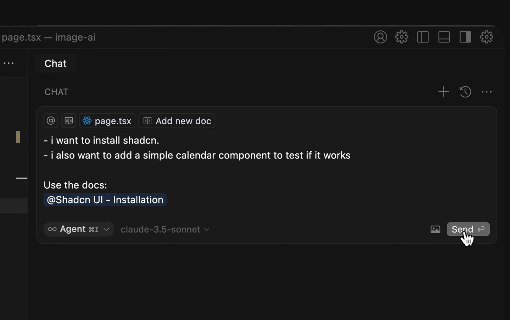 page.tsx — image-ai
Chat
CHAT
@ page.tsx Add new doc
- i want to install shadcn.
- i also want to add a simple calendar component to test if it works
Use the docs:
@Shadcn UI - Installation
∞ Agent ⌘I claude-3.5-sonnet Send ⏎